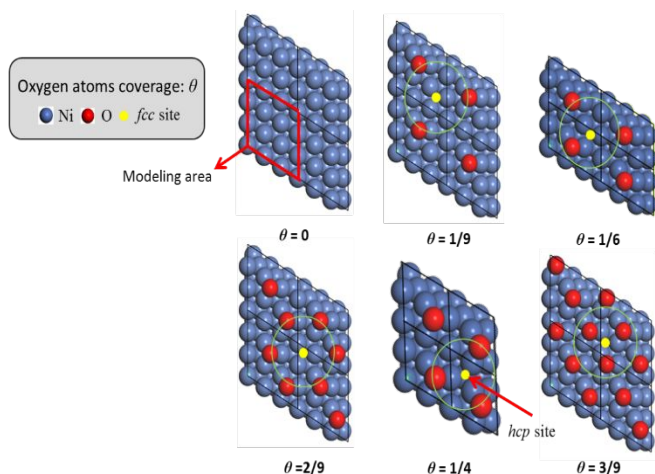 Oxygen atoms coverage: θ
Ni O fcc site
Modeling area
θ = 0
θ = 1/9
θ = 1/6
hcp site
θ =2/9
θ = 1/4
θ = 3/9